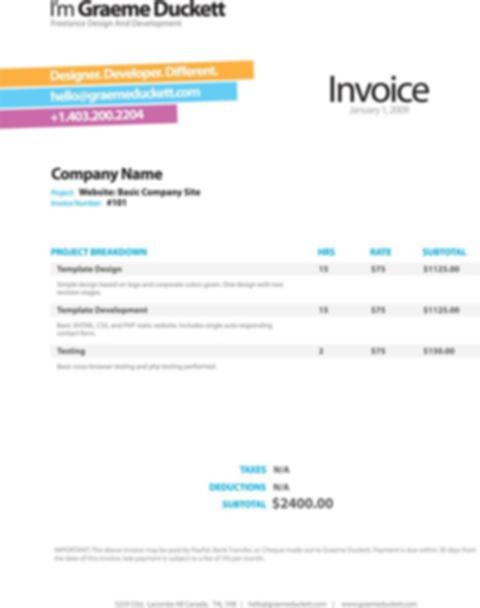 I'm Graeme Duckett
Freelance Design And Development
Designer. Developer. Different.
hello@graemeduckett.com
+1.403.200.2204
Invoice
January 1, 2009
Company Name
Project: Website: Basic Company Site
Invoice Number: #101
PROJECT BREAKDOWN HRS RATE SUBTOTAL
Template Design 15 $75 $1125.00
Simple design based on logo and corporate colors given. One design with two
revision stages.
Template Development 15 $75 $1125.00
Basic XHTML, CSS, and PHP static website. Includes single auto responding
contact form.
Testing 2 $75 $150.00
Basic cross browser testing and php testing performed.
TAXES N/A
DEDUCTIONS N/A
SUBTOTAL $2400.00
IMPORTANT: The above invoice may be paid by PayPal, Bank Transfer, or Cheque made out to Graeme Duckett. Payment is due within 30 days from
the date of this invoice, late payment is subject to a fee of 5% per month.
Lacombe AB Canada, | hello@graemeduckett.com | www.graemeduckett.com